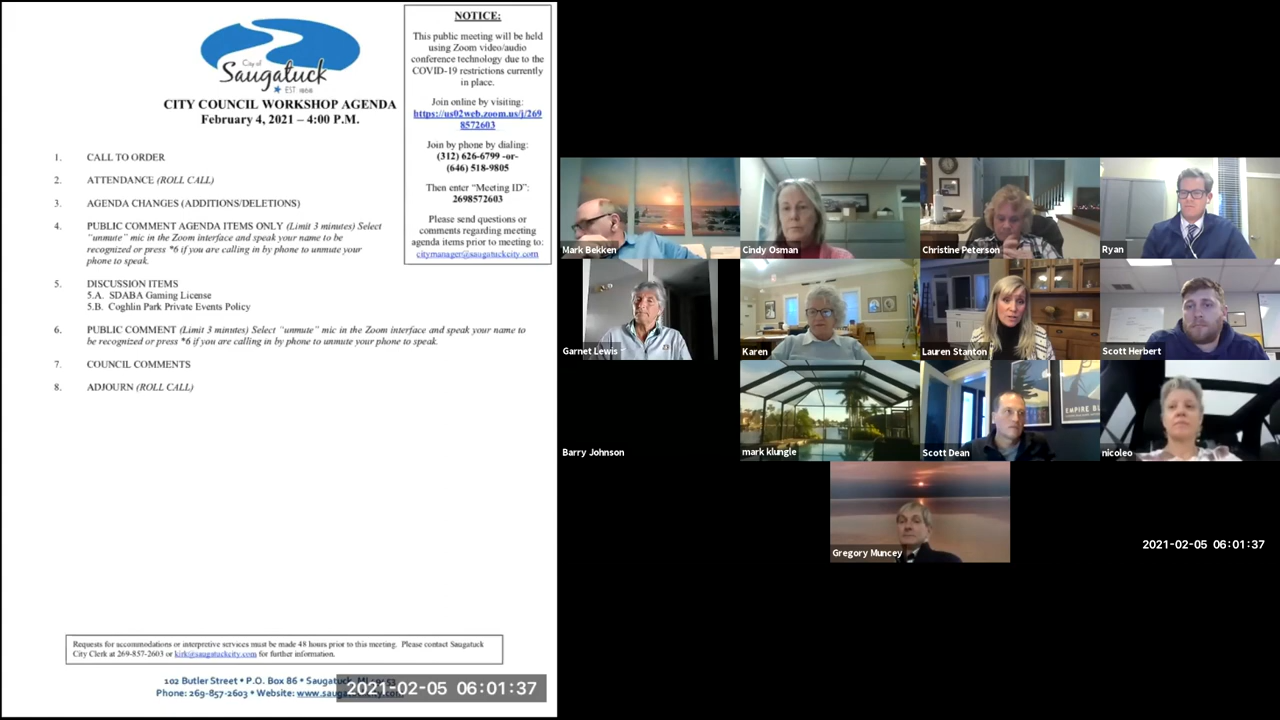 City of
Saugatuck
EST 1868
CITY COUNCIL WORKSHOP AGENDA
February 4, 2021 – 4:00 P.M.
NOTICE:
This public meeting will be held
using Zoom video/audio
conference technology due to the
COVID-19 restrictions currently
in place.
Join online by visiting:
https://us02web.zoom.us/j/269
8572603
Join by phone by dialing:
(312) 626-6799 -or-
(646) 518-9805
Then enter “Meeting ID”:
2698572603
Please send questions or
comments regarding meeting
agenda items prior to meeting to:
citymanager@saugatuckcity.com
1. CALL TO ORDER
2. ATTENDANCE (ROLL CALL)
3. AGENDA CHANGES (ADDITIONS/DELETIONS)
4. PUBLIC COMMENT AGENDA ITEMS ONLY (Limit 3 minutes) Select
“unmute” mic in the Zoom interface and speak your name to be
recognized or press *6 if you are calling in by phone to unmute your
phone to speak.
5. DISCUSSION ITEMS
5.A. SDABA Gaming License
5.B. Coghlin Park Private Events Policy
6. PUBLIC COMMENT (Limit 3 minutes) Select “unmute” mic in the Zoom interface and speak your name to
be recognized or press *6 if you are calling in by phone to unmute your phone to speak.
7. COUNCIL COMMENTS
8. ADJOURN (ROLL CALL)
Requests for accommodations or interpretive services must be made 48 hours prior to this meeting. Please contact Saugatuck
City Clerk at 269-857-2603 or kirk@saugatuckcity.com for further information.
102 Butler Street • P.O. Box 86 • Saugatuck,
Phone: 269-857-2603 • Website: www.
2021-02-05 06:01:37
Mark Bekken
Cindy Osman
Christine Peterson
Ryan
Garnet Lewis
Karen
Lauren Stanton
Scott Herbert
Barry Johnson
mark klungle
Scott Dean
EMPIRE
nicoleo
Gregory Muncey
2021-02-05 06:01:37